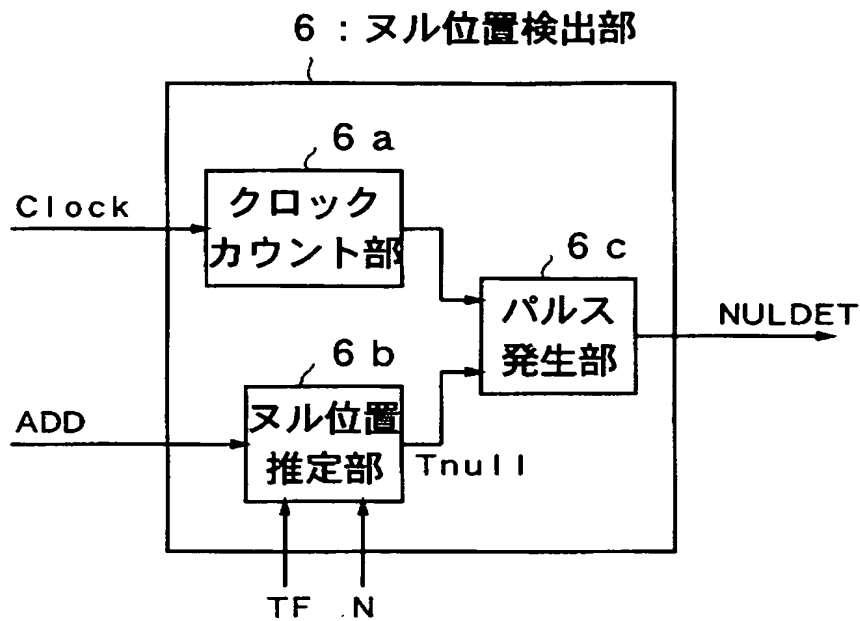 6：ヌル位置検出部
6a
Clock
クロック
カウント部
6c
パルス
発生部
NULDET
6b
ADD
ヌル位置
推定部
Tnull
TF N